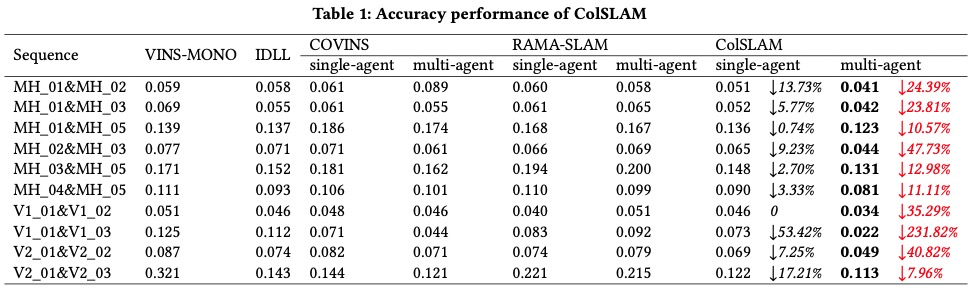 Table 1: Accuracy performance of ColSLAM
Sequence VINS-MONO IDLL COVINS RAMA-SLAM ColSLAM
single-agent multi-agent single-agent multi-agent single-agent multi-agent
MH_01&MH_02 0.059 0.058 0.061 0.089 0.060 0.058 0.051 ↓13.73% 0.041 ↓24.39%
MH_01&MH_03 0.069 0.055 0.055 0.061 0.061 0.065 0.052 ↓5.77% 0.042 ↓23.81%
MH_01&MH_05 0.139 0.137 0.186 0.174 0.168 0.167 0.136 ↓0.74% 0.123 ↓10.57%
MH_02&MH_03 0.077 0.071 0.071 0.061 0.066 0.069 0.065 ↓9.23% 0.044 ↓47.73%
MH_03&MH_05 0.171 0.152 0.181 0.162 0.194 0.200 0.148 ↓2.70% 0.131 ↓12.98%
MH_04&MH_05 0.111 0.093 0.106 0.101 0.110 0.099 0.090 ↓3.33% 0.081 ↓11.11%
V1_01&V1_02 0.051 0.046 0.048 0.046 0.040 0.051 0.046 0 0.034 ↓35.29%
V1_01&V1_03 0.125 0.112 0.071 0.044 0.083 0.092 0.073 ↓53.42% 0.022 ↓231.82%
V2_01&V2_02 0.087 0.074 0.082 0.071 0.074 0.079 0.069 ↓7.25% 0.049 ↓40.82%
V2_01&V2_03 0.321 0.143 0.144 0.121 0.221 0.215 0.122 ↓17.21% 0.113 ↓7.96%